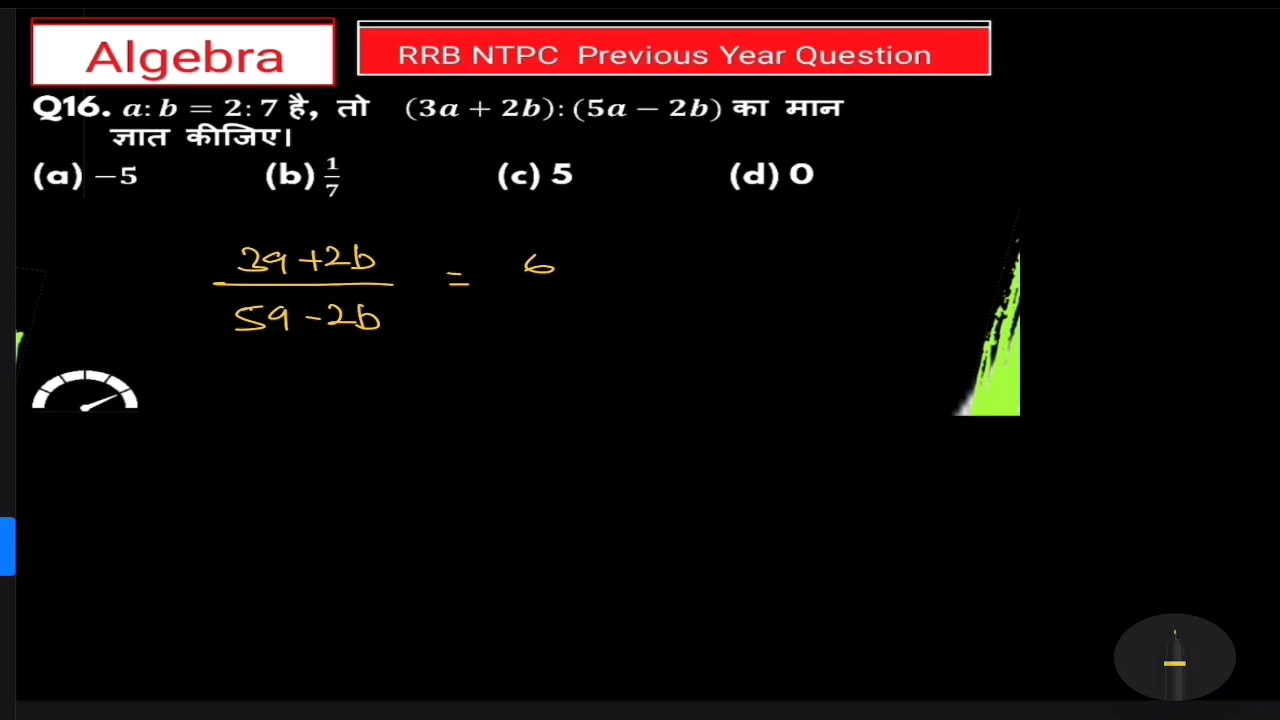 Algebra
RRB NTPC Previous Year Question
Q16. a : b = 2 : 7 है, तो (3a + 2b) : (5a − 2b) का मान
ज्ञात कीजिए।
(a) −5 (b) 1/7 (c) 5 (d) 0
3a + 2b = 6
5a - 2b